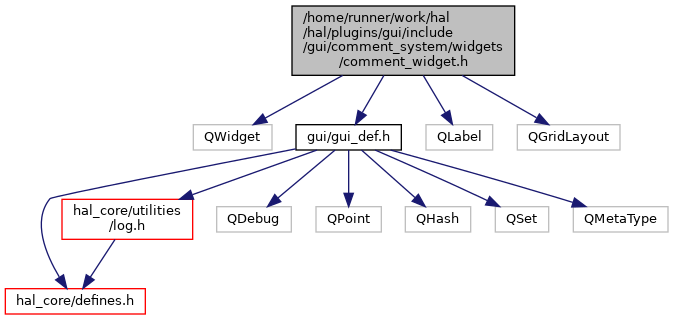 /home/runner/work/hal
/hal/plugins/gui/include
/gui/comment_system/widgets
/comment_widget.h
QWidget
gui/gui_def.h
QLabel
QGridLayout
hal_core/utilities
/log.h
QDebug
QPoint
QHash
QSet
QMetaType
hal_core/defines.h